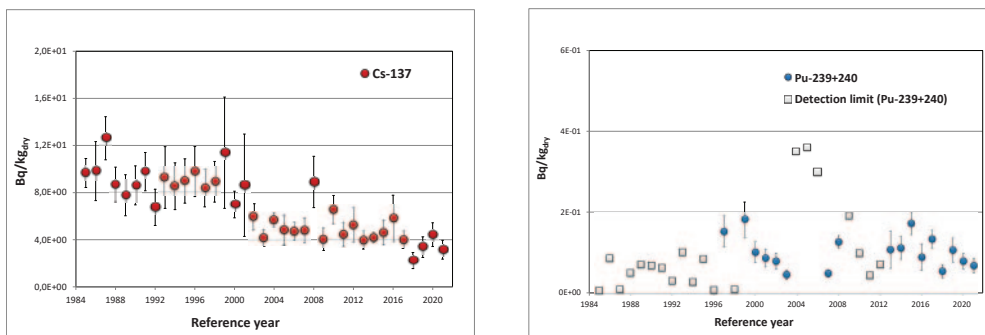 2,0E+01
1,6E+01
1,2E+01
8,0E+00
4,0E+00
0,0E+00
Bq/kgdry
Cs-137
1984 1988 1992 1996 2000 2004 2008 2012 2016 2020
Reference year
6E-01
4E-01
2E-01
0E+00
Bq/kgdry
Pu-239+240
Detection limit (Pu-239+240)
1984 1988 1992 1996 2000 2004 2008 2012 2016 2020
Reference year